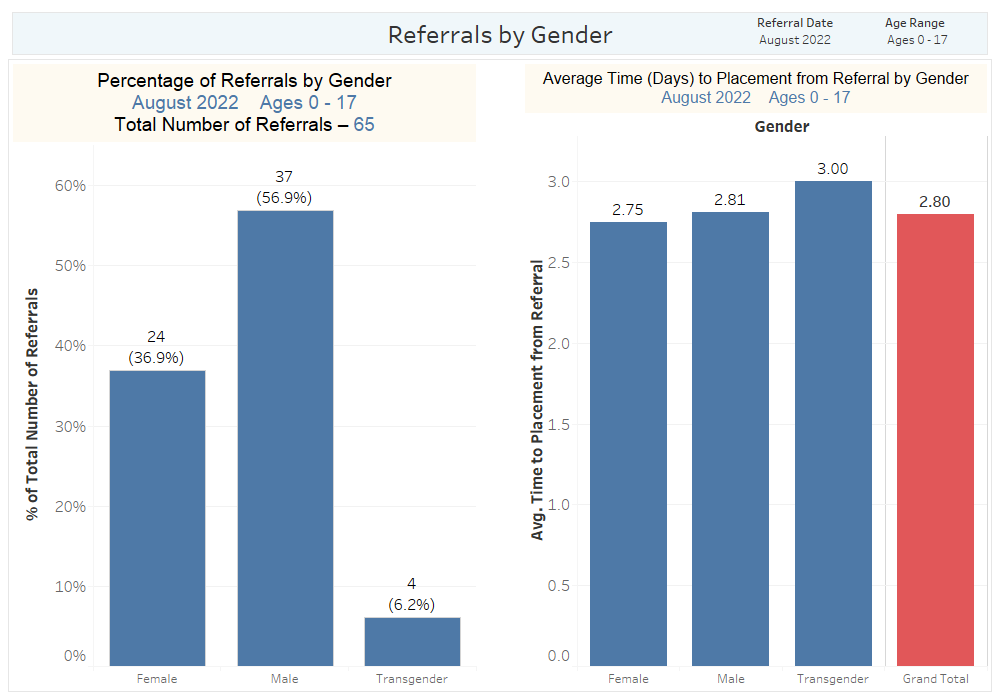 Referrals by Gender
Referral Date
August 2022
Age Range
Ages 0 - 17
Percentage of Referrals by Gender
August 2022 Ages 0 - 17
Total Number of Referrals – 65
% of Total Number of Referrals
60%
50%
40%
30%
20%
10%
0%
24
(36.9%)
37
(56.9%)
4
(6.2%)
Female
Male
Transgender
Average Time (Days) to Placement from Referral by Gender
August 2022 Ages 0 - 17
Gender
Avg. Time to Placement from Referral
3.0
2.5
2.0
1.5
1.0
0.5
0.0
2.75
2.81
3.00
2.80
Female
Male
Transgender
Grand Total